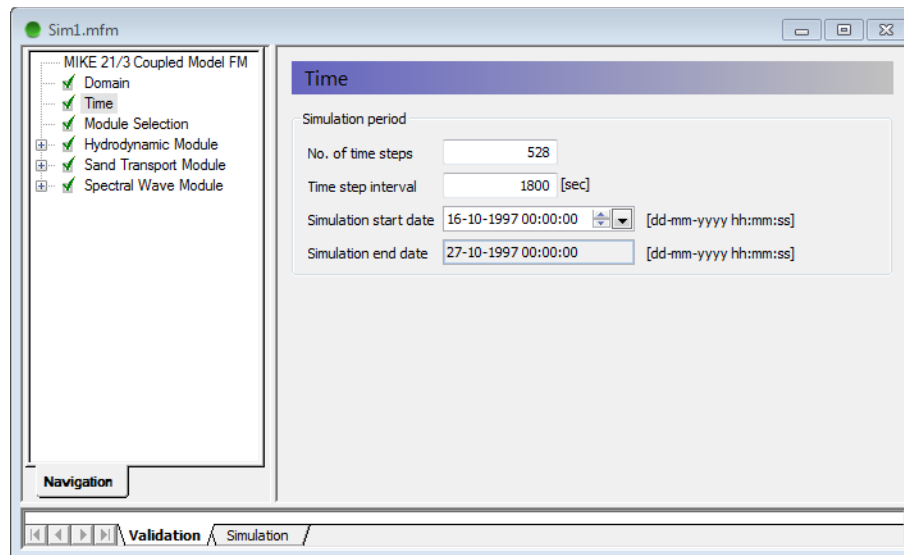 Sim1.mfm
MIKE 21/3 Coupled Model FM
Domain
Time
Module Selection
Hydrodynamic Module
Sand Transport Module
Spectral Wave Module
Navigation
Time
Simulation period
No. of time steps 528
Time step interval 1800 [sec]
Simulation start date 16-10-1997 00:00:00 [dd-mm-yyyy hh:mm:ss]
Simulation end date 27-10-1997 00:00:00 [dd-mm-yyyy hh:mm:ss]
Validation Simulation